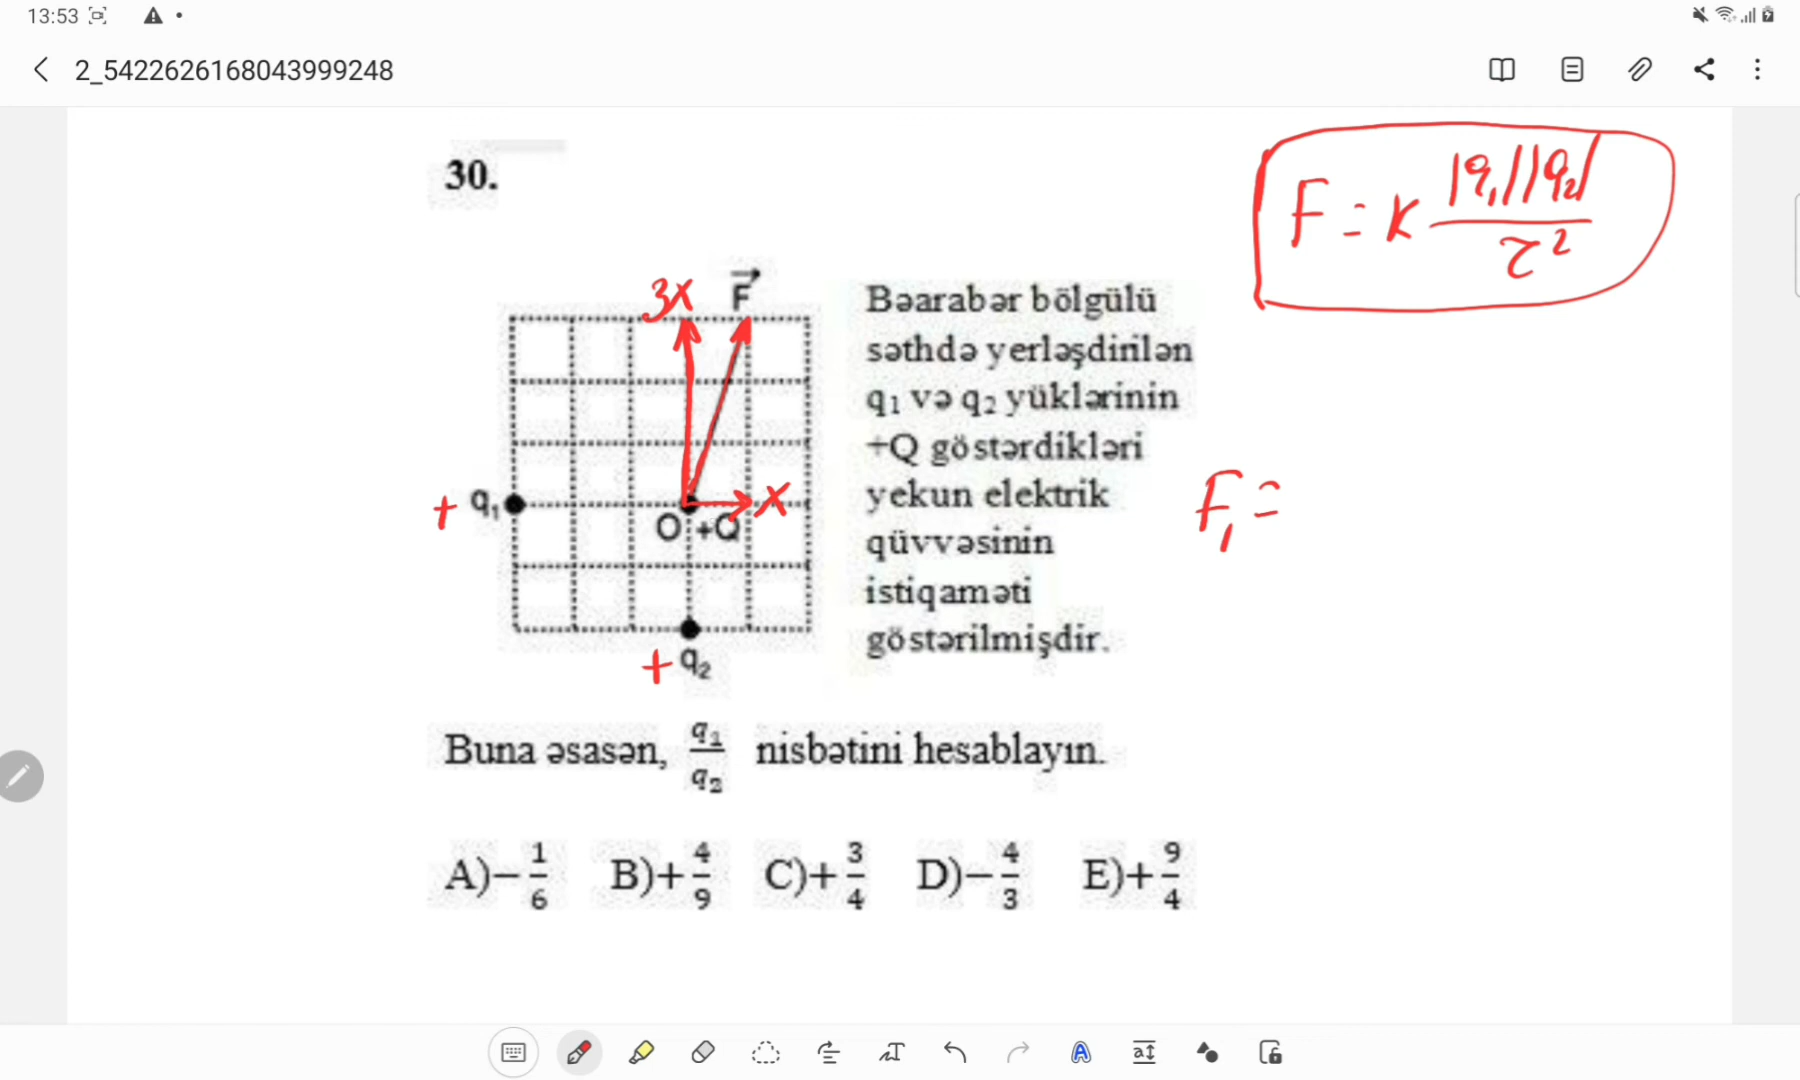 13:53
2_5422626168043999248
30.
F = k |q₁||q₂| / r²
3x
F
Bəarabər bölgülü
səthdə yerləşdirilən
q₁ və q₂ yüklərinin
+Q göstərdikləri
yekun elektrik
qüvvəsinin
istiqaməti
göstərilmişdir.
+ q₁
x
O +Q
F₁ =
+ q₂
Buna əsasən, q₁/q₂ nisbətini hesablayın.
A)−1/6 B)+4/9 C)+3/4 D)−4/3 E)+9/4